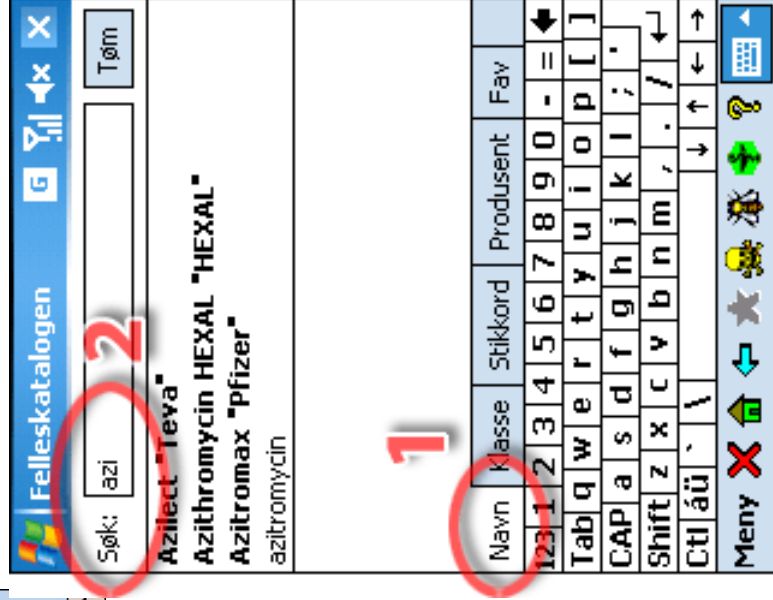 Felleskatalogen G
Søk: azi Tøm
2
Azilect "Teva"
Azithromycin HEXAL "HEXAL"
Azitromax "Pfizer"
azitromycin
1
Navn Klasse Stikkord Produsent Fav
123 1 2 3 4 5 6 7 8 9 0 - =
Tab q w e r t y u i o p [ ]
CAP a s d f g h j k l ; '
Shift z x c v b n m , . /
Ctl áü ` \
Meny ?